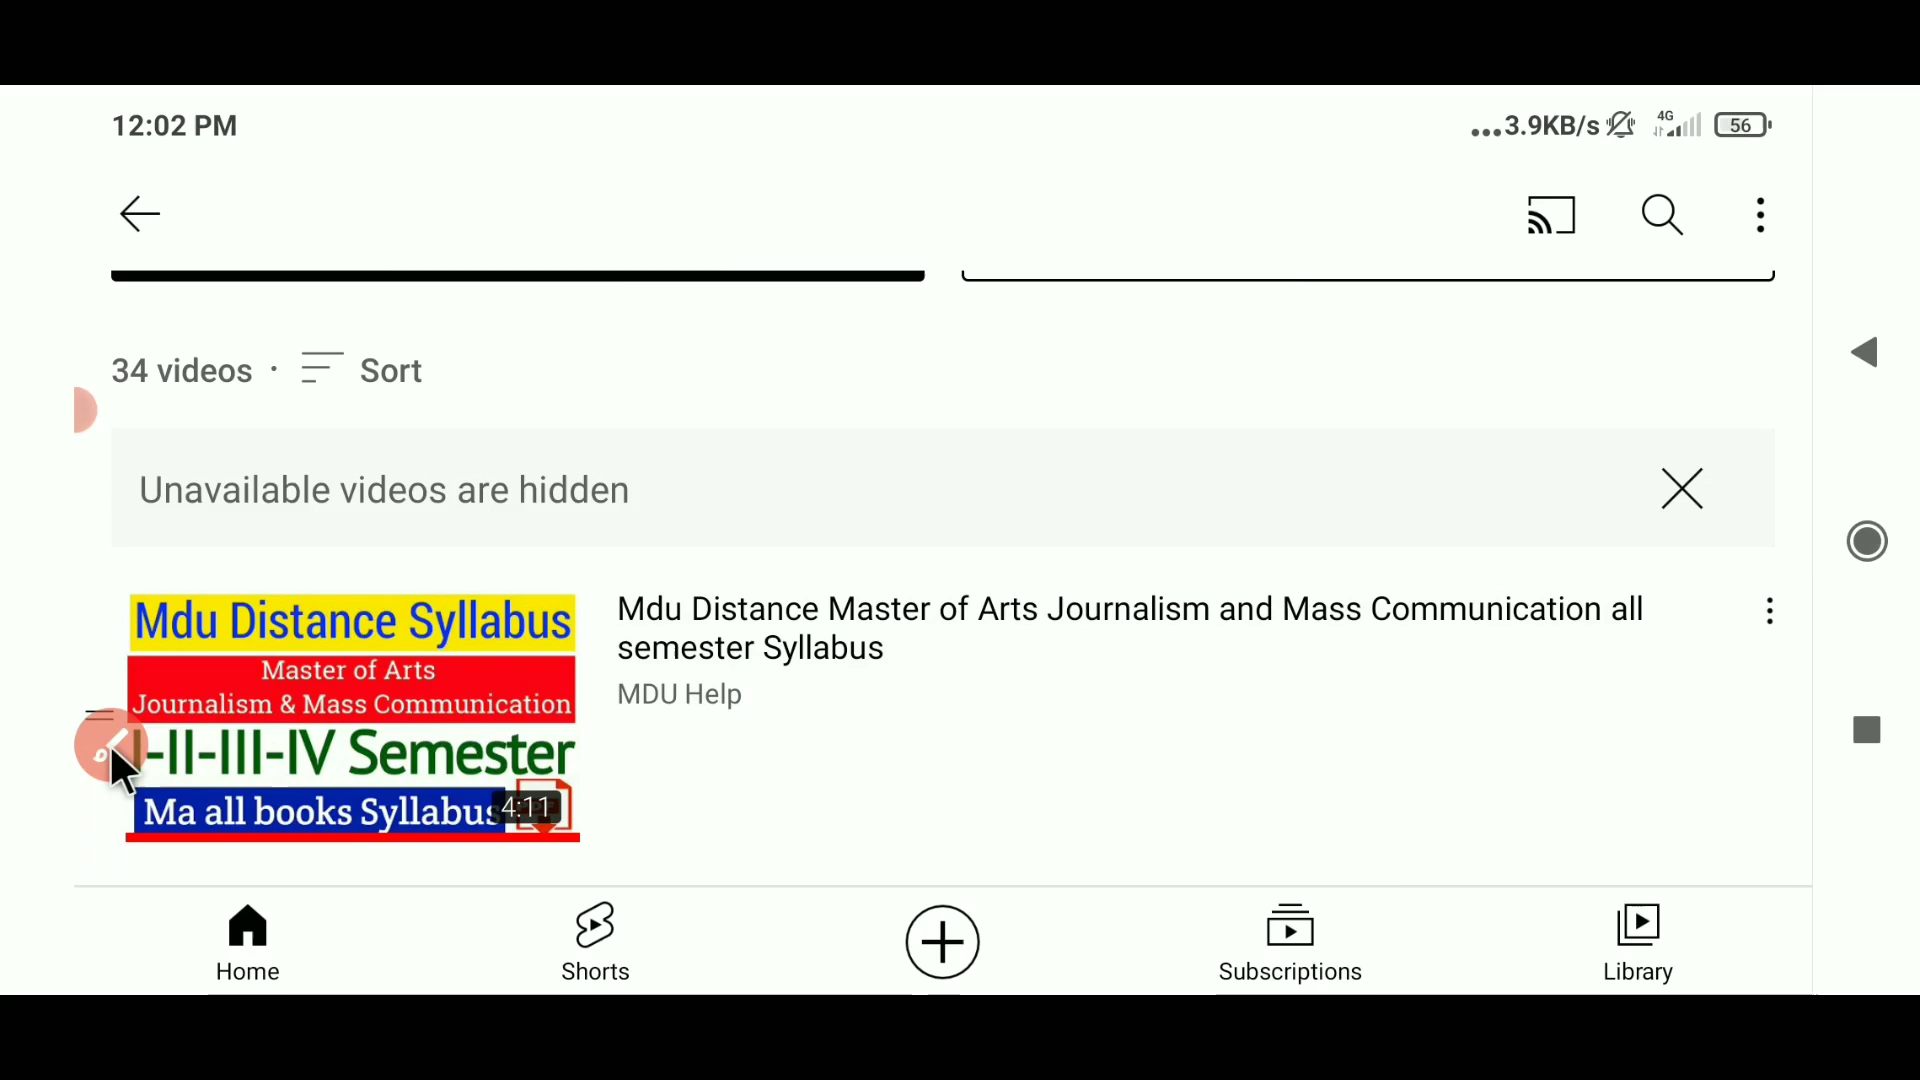 12:02 PM
...3.9KB/s 4G 56
34 videos · Sort
Unavailable videos are hidden
Mdu Distance Syllabus
Master of Arts
Journalism & Mass Communication
I-II-III-IV Semester
Ma all books Syllabus
4:11
Mdu Distance Master of Arts Journalism and Mass Communication all
semester Syllabus
MDU Help
Home
Shorts
Subscriptions
Library